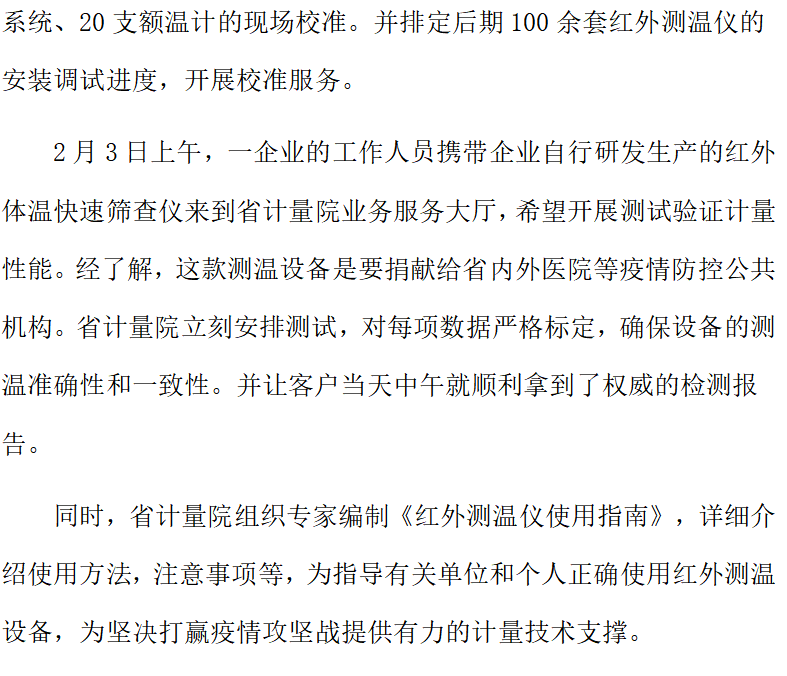 系统、20 支额温计的现场校准。并排定后期 100 余套红外测温仪的
安装调试进度，开展校准服务。
2 月 3 日上午，一企业的工作人员携带企业自行研发生产的红外
体温快速筛查仪来到省计量院业务服务大厅，希望开展测试验证计量
性能。经了解，这款测温设备是要捐献给省内外医院等疫情防控公共
机构。省计量院立刻安排测试，对每项数据严格标定，确保设备的测
温准确性和一致性。并让客户当天中午就顺利拿到了权威的检测报
告。
同时，省计量院组织专家编制《红外测温仪使用指南》，详细介
绍使用方法，注意事项等，为指导有关单位和个人正确使用红外测温
设备，为坚决打赢疫情攻坚战提供有力的计量技术支撑。